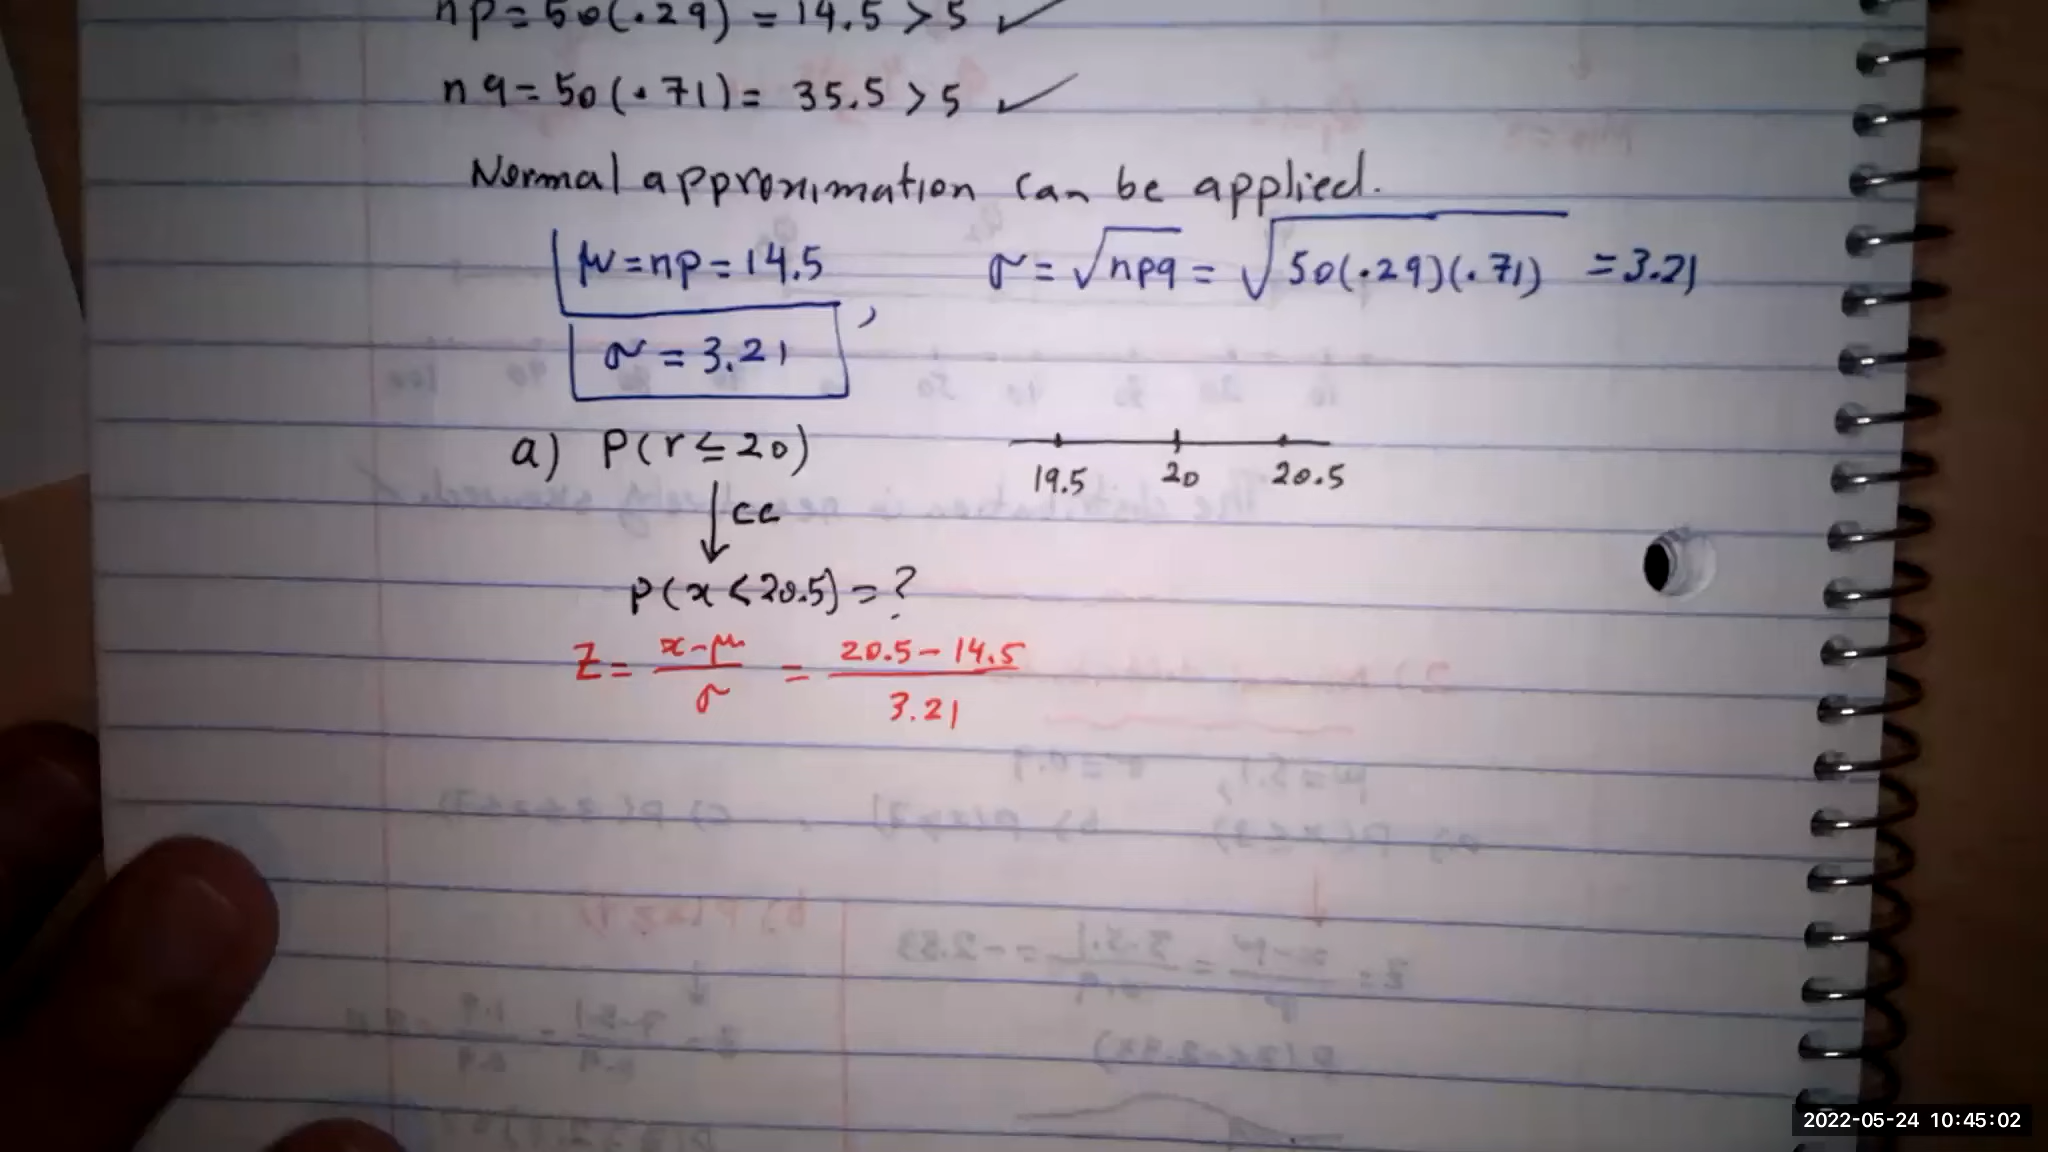 np = 50(.29) = 14.5 > 5 ✓
nq = 50(.71) = 35.5 > 5 ✓
Normal approximation can be applied.
μ = np = 14.5 , σ = √npq = √50(.29)(.71) = 3.21
σ = 3.21
a) P(r ≤ 20)
19.5 20 20.5
cc
P(x < 20.5) = ?
Z = x-μ / σ = 20.5 - 14.5 / 3.21
2022-05-24 10:45:02